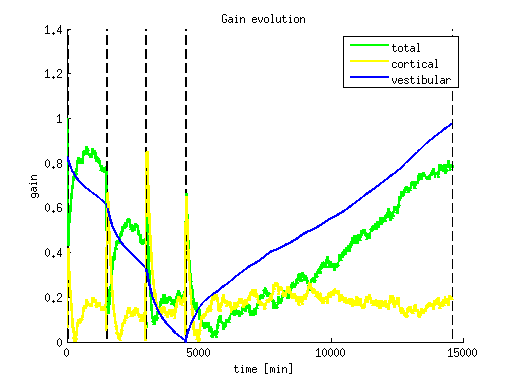 Gain evolution
1.4
1.2
1
0.8
0.6
0.4
0.2
0
gain
total
cortical
vestibular
0 5000 10000 15000
time [min]